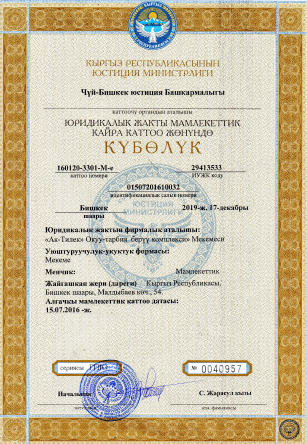 КЫРГЫЗ РЕСПУБЛИКАСЫНЫН
ЮСТИЦИЯ МИНИСТРЛИГИ
Чүй-Бишкек юстиция Башкармалыгы
каттоочу органдын аталышы
ЮРИДИКАЛЫК ЖАКТЫ МАМЛЕКЕТТИК
КАЙРА КАТТОО ЖӨНҮНДӨ
КҮБӨЛҮК
160120-3301-М-е 29413533
каттоо номери ИУЖК коду
01507201610032
идентификациялык салык номери
Бишкек 2019-ж. 17-декабры
шаары
ЮСТИЦИЯ
МИНИСТРЛИГИ
Юридикалык жактын фирмалык аталышы:
«Ак-Тилек» Окуу-тарбия берүү комплекси» Мекемеси
Уюштуруучулук-укуктук формасы:
Мекеме
Менчик: Мамлекеттик
Жайгашкан жери (дареги) Кыргыз Республикасы,
Бишкек шаары, Малдыбаев көч., 54.
Алгачкы мамлекеттик каттоо датасы:
15.07.2016 -ж.
сериясы ГПЮ № 0040957
Начальник С. Жарасул кызы
аты, фамилиясы